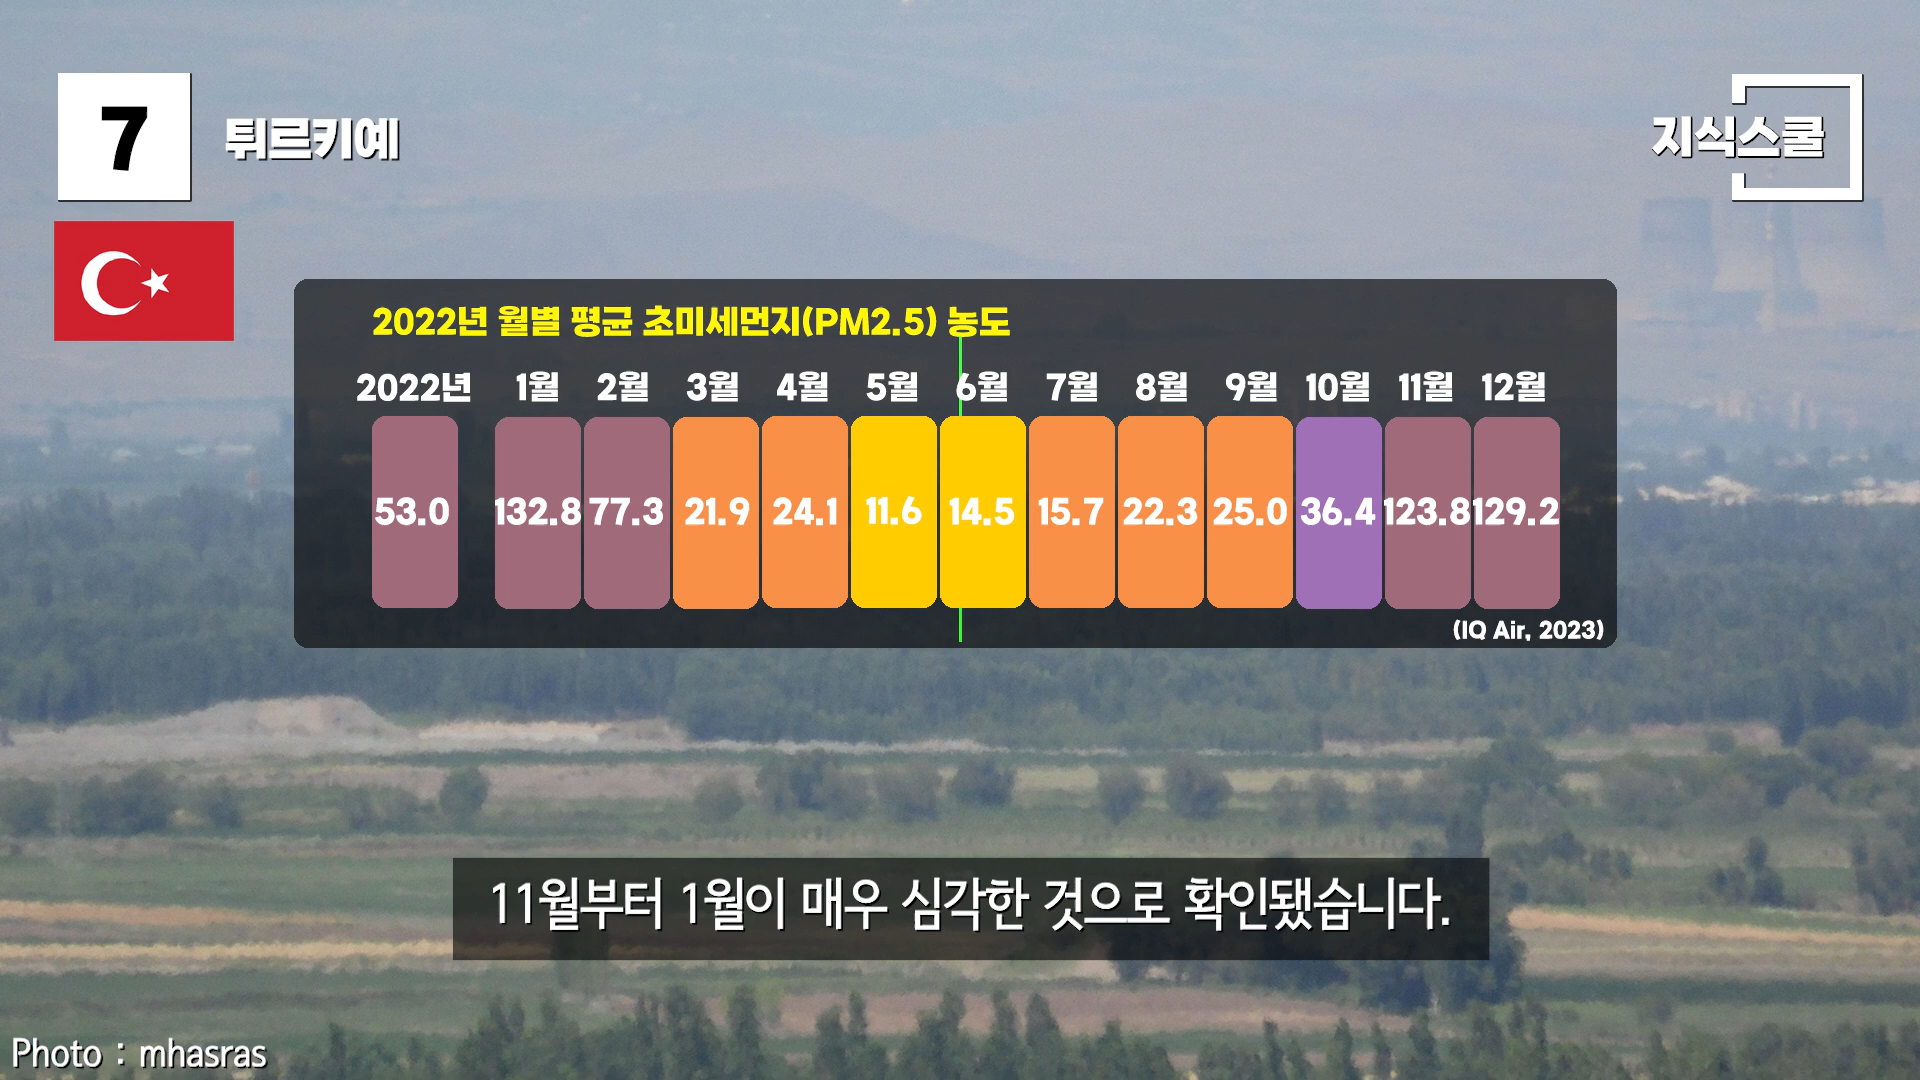 7
튀르키예
지식스쿨
2022년 월별 평균 초미세먼지(PM2.5) 농도
2022년 1월 2월 3월 4월 5월 6월 7월 8월 9월 10월 11월 12월
53.0 132.8 77.3 21.9 24.1 11.6 14.5 15.7 22.3 25.0 36.4 123.8 129.2
(IQ Air, 2023)
11월부터 1월이 매우 심각한 것으로 확인됐습니다.
Photo : mhasras